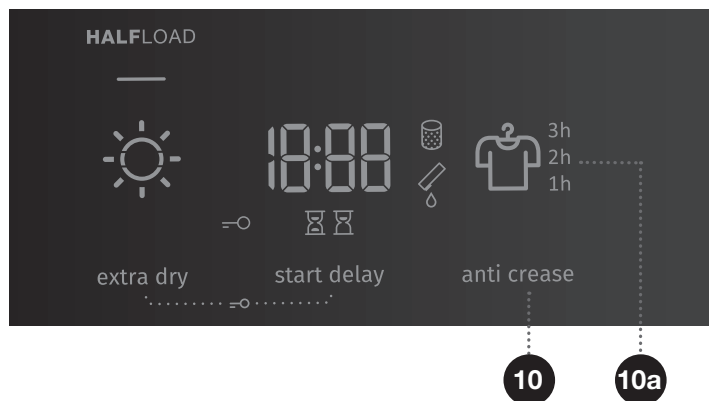 HALFLOAD
18:88
3h
2h
1h
extra dry
start delay
anti crease
10
10a